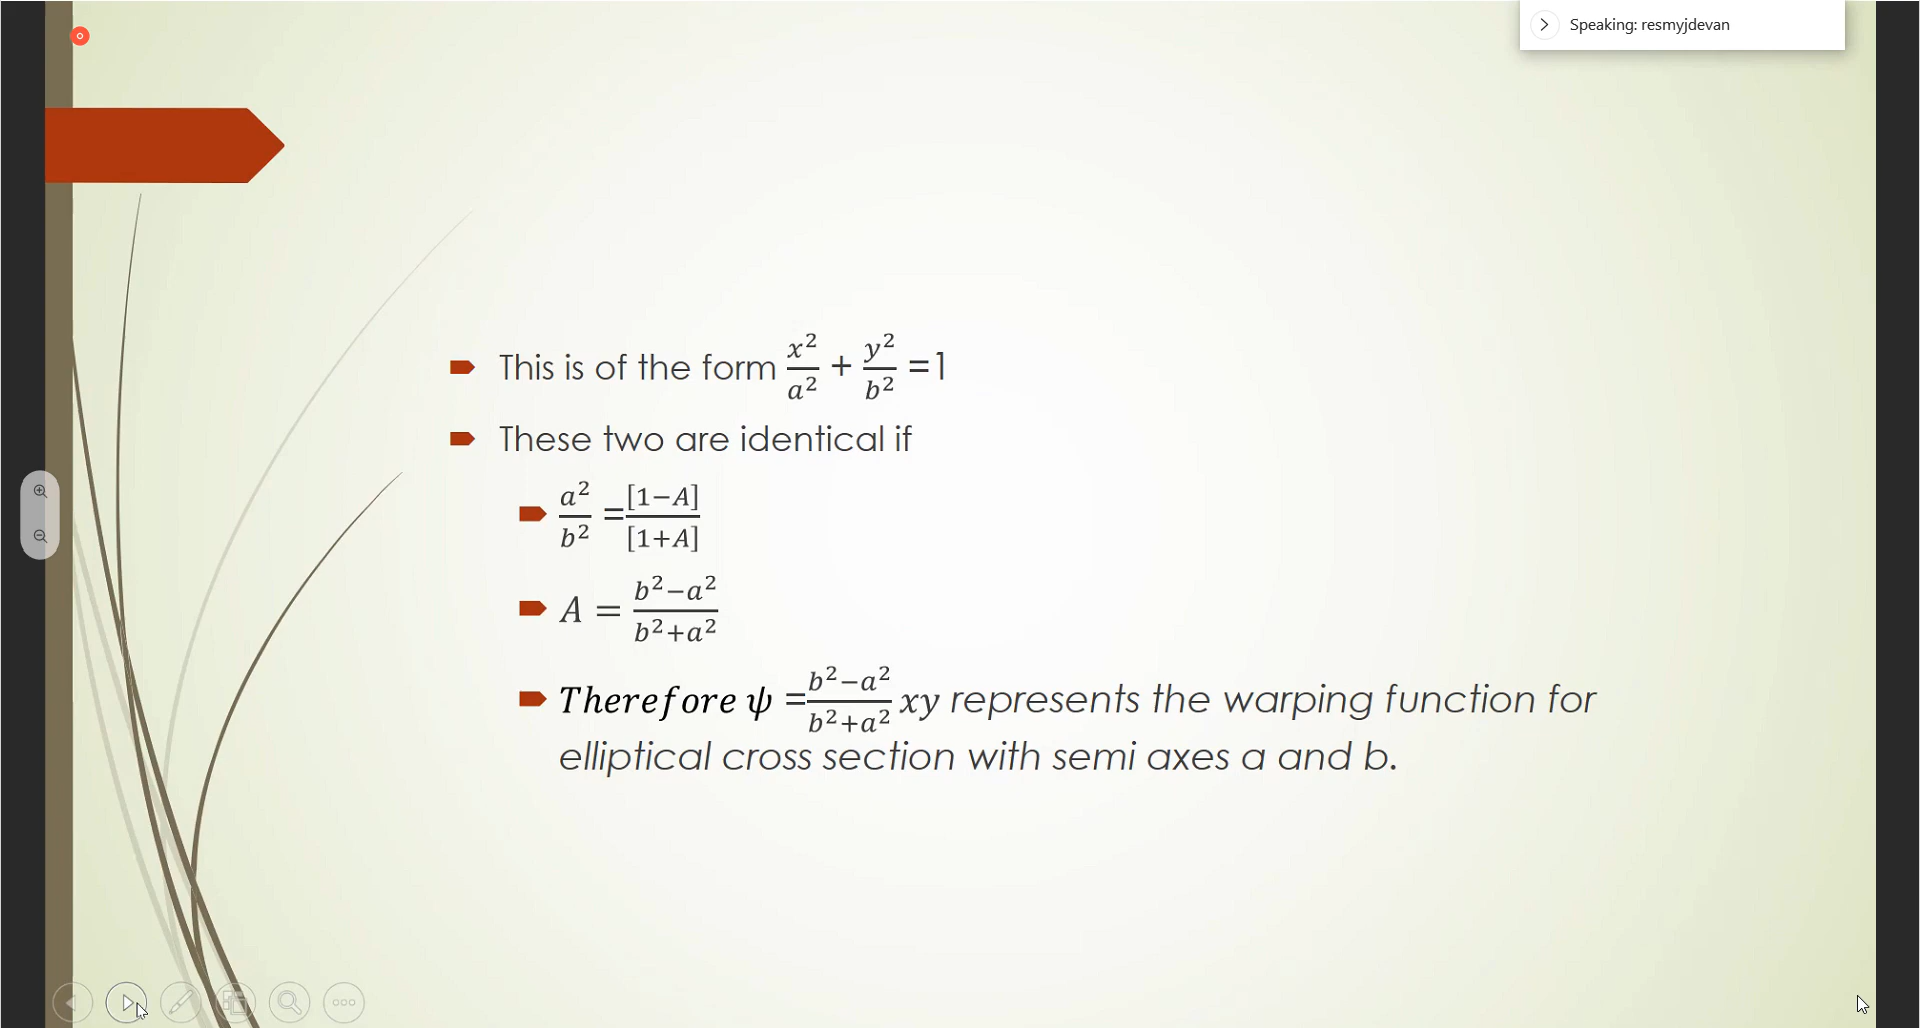 Speaking: resmyjdevan
This is of the form x²/a² + y²/b² =1
These two are identical if
a²/b² =[1−A]/[1+A]
A = b²−a²/b²+a²
Therefore ψ =b²−a²/b²+a² xy represents the warping function for
elliptical cross section with semi axes a and b.